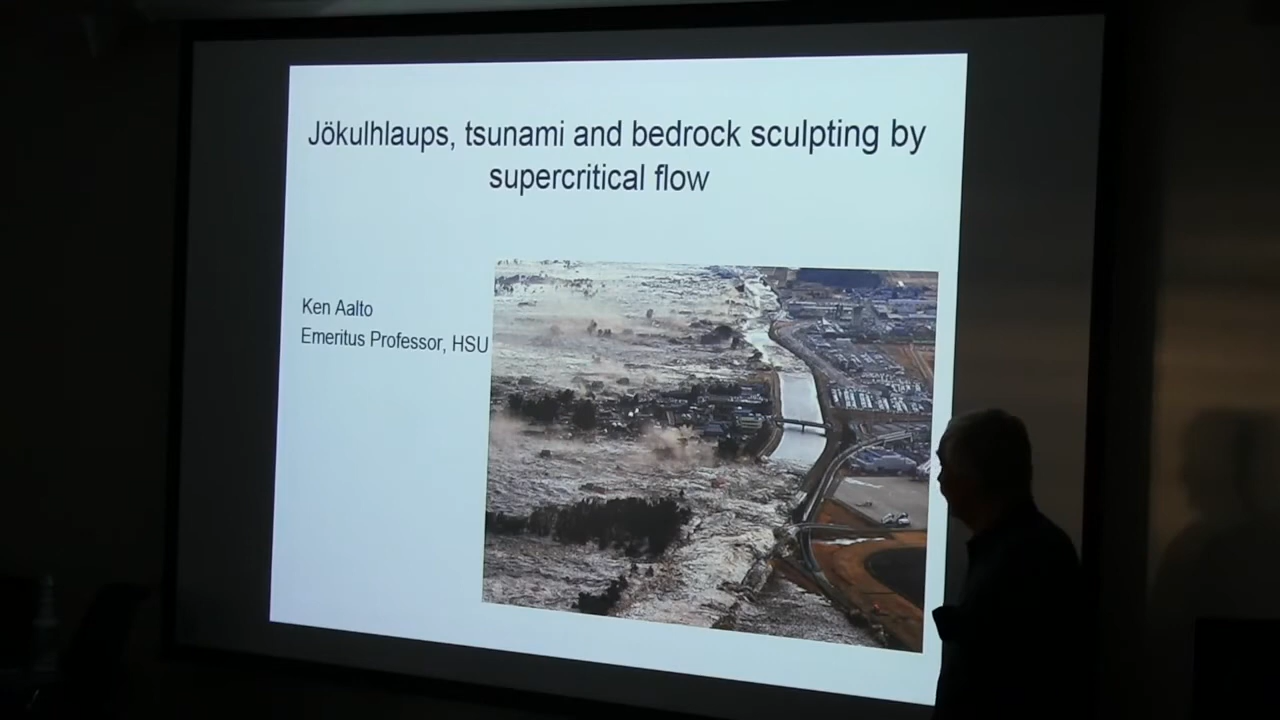 Jökulhlaups, tsunami and bedrock sculpting by
supercritical flow
Ken Aalto
Emeritus Professor, HSU